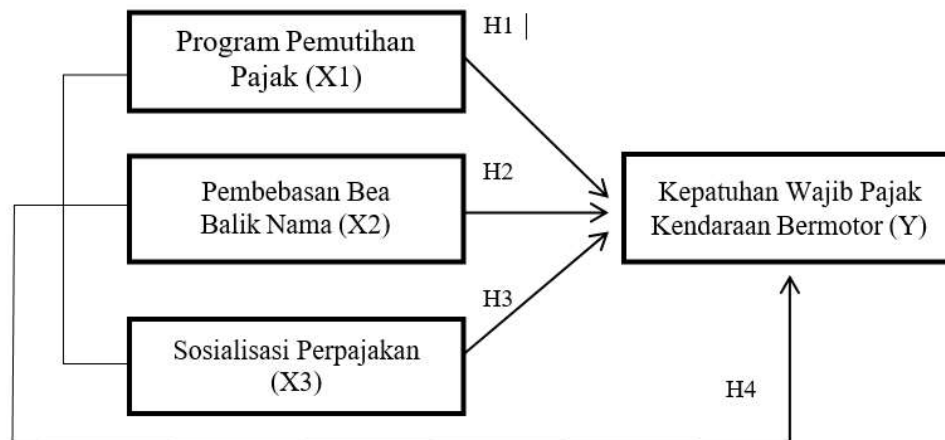 H1
Program Pemutihan
Pajak (X1)
H2
Pembebasan Bea
Balik Nama (X2)
Kepatuhan Wajib Pajak
Kendaraan Bermotor (Y)
H3
Sosialisasi Perpajakan
(X3)
H4